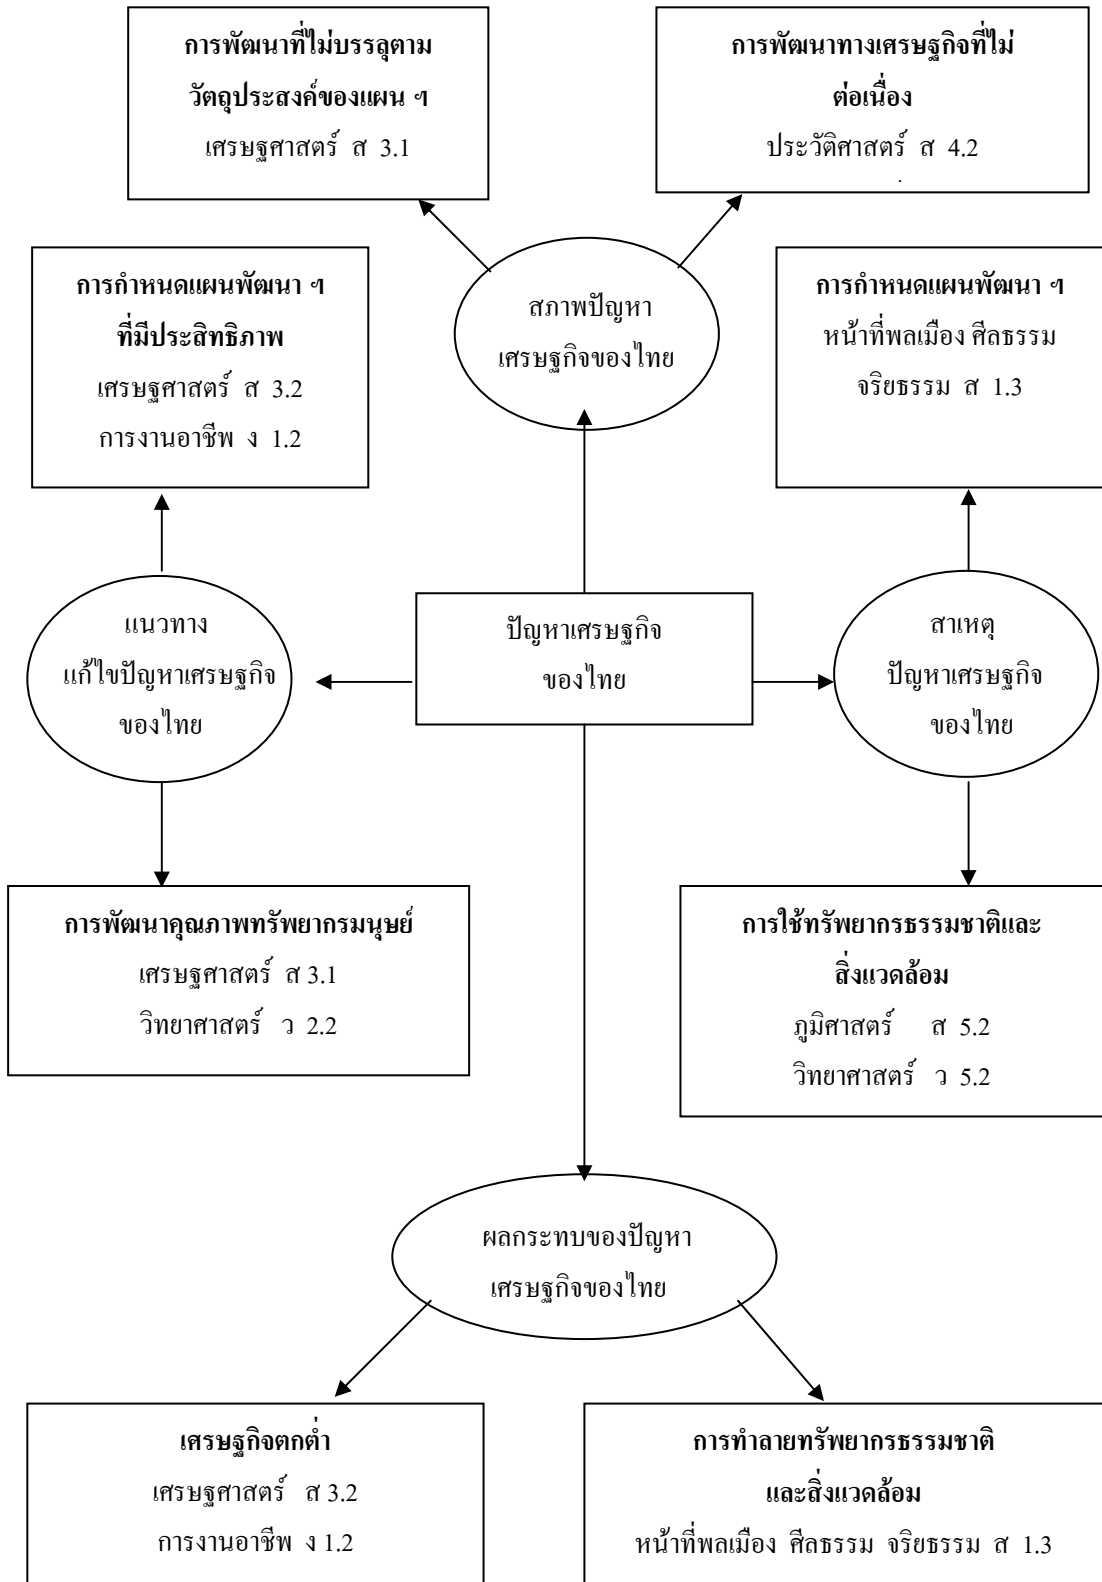 การพัฒนาที่ไม่บรรลุตาม
วัตถุประสงค์ของแผน ฯ
เศรษฐศาสตร์ ส 3.1
การพัฒนาทางเศรษฐกิจที่ไม่
ต่อเนื่อง
ประวัติศาสตร์ ส 4.2
สภาพปัญหา
เศรษฐกิจของไทย
การกำหนดแผนพัฒนา ฯ
ที่มีประสิทธิภาพ
เศรษฐศาสตร์ ส 3.2
การงานอาชีพ ง 1.2
การกำหนดแผนพัฒนา ฯ
หน้าที่พลเมือง ศีลธรรม
จริยธรรม ส 1.3
แนวทาง
แก้ไขปัญหาเศรษฐกิจ
ของไทย
ปัญหาเศรษฐกิจ
ของไทย
สาเหตุ
ปัญหาเศรษฐกิจ
ของไทย
การพัฒนาคุณภาพทรัพยากรมนุษย์
เศรษฐศาสตร์ ส 3.1
วิทยาศาสตร์ ว 2.2
การใช้ทรัพยากรธรรมชาติและ
สิ่งแวดล้อม
ภูมิศาสตร์ ส 5.2
วิทยาศาสตร์ ว 5.2
ผลกระทบของปัญหา
เศรษฐกิจของไทย
เศรษฐกิจตกต่ำ
เศรษฐศาสตร์ ส 3.2
การงานอาชีพ ง 1.2
การทำลายทรัพยากรธรรมชาติ
และสิ่งแวดล้อม
หน้าที่พลเมือง ศีลธรรม จริยธรรม ส 1.3